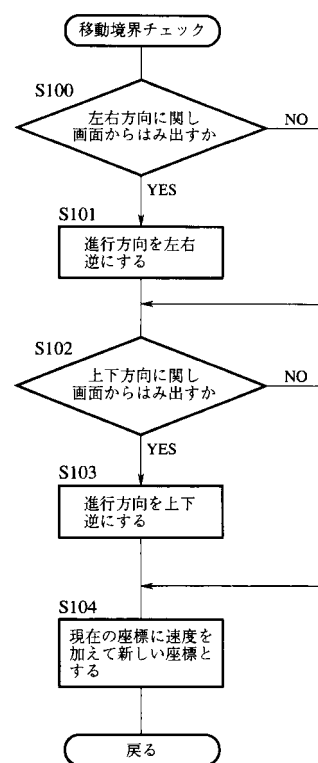 移動境界チェック
S100
左右方向に関し
画面からはみ出すか
NO
YES
S101
進行方向を左右
逆にする
S102
上下方向に関し
画面からはみ出すか
NO
YES
S103
進行方向を上下
逆にする
S104
現在の座標に速度を
加えて新しい座標と
する
戻る